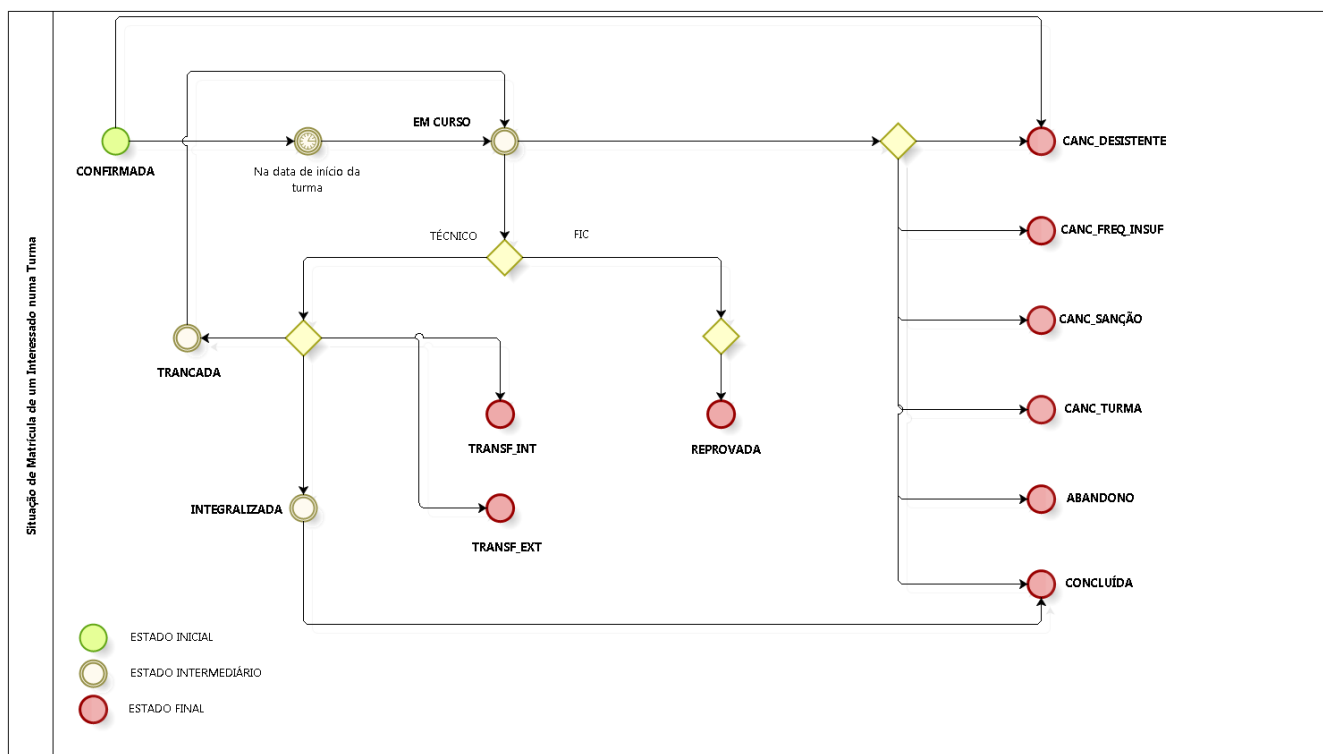 Situação de Matrícula de um Interessado numa Turma
EM CURSO
CONFIRMADA
Na data de início da
turma
CANC_DESISTENTE
TÉCNICO
FIC
CANC_FREQ_INSUF
CANC_SANÇÃO
TRANCADA
CANC_TURMA
TRANSF_INT
REPROVADA
ABANDONO
INTEGRALIZADA
TRANSF_EXT
CONCLUÍDA
ESTADO INICIAL
ESTADO INTERMEDIÁRIO
ESTADO FINAL